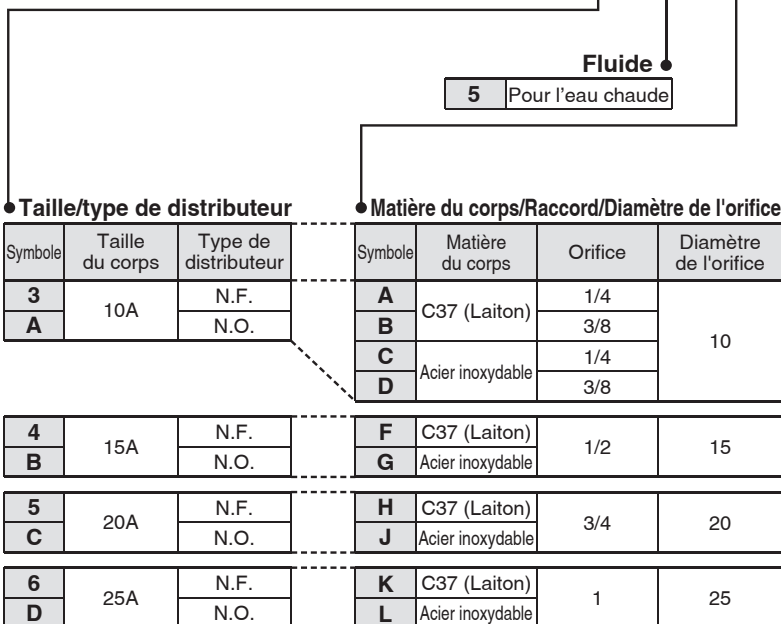 Fluide
5 Pour l'eau chaude
Taille/type de distributeur
Symbole Taille du corps Type de distributeur
3 10A N.F.
A N.O.
4 15A N.F.
B N.O.
5 20A N.F.
C N.O.
6 25A N.F.
D N.O.
Matière du corps/Raccord/Diamètre de l'orifice
Symbole Matière du corps Orifice Diamètre de l'orifice
A C37 (Laiton) 1/4 10
B 3/8
C Acier inoxydable 1/4
D 3/8
F C37 (Laiton) 1/2 15
G Acier inoxydable
H C37 (Laiton) 3/4 20
J Acier inoxydable
K C37 (Laiton) 1 25
L Acier inoxydable